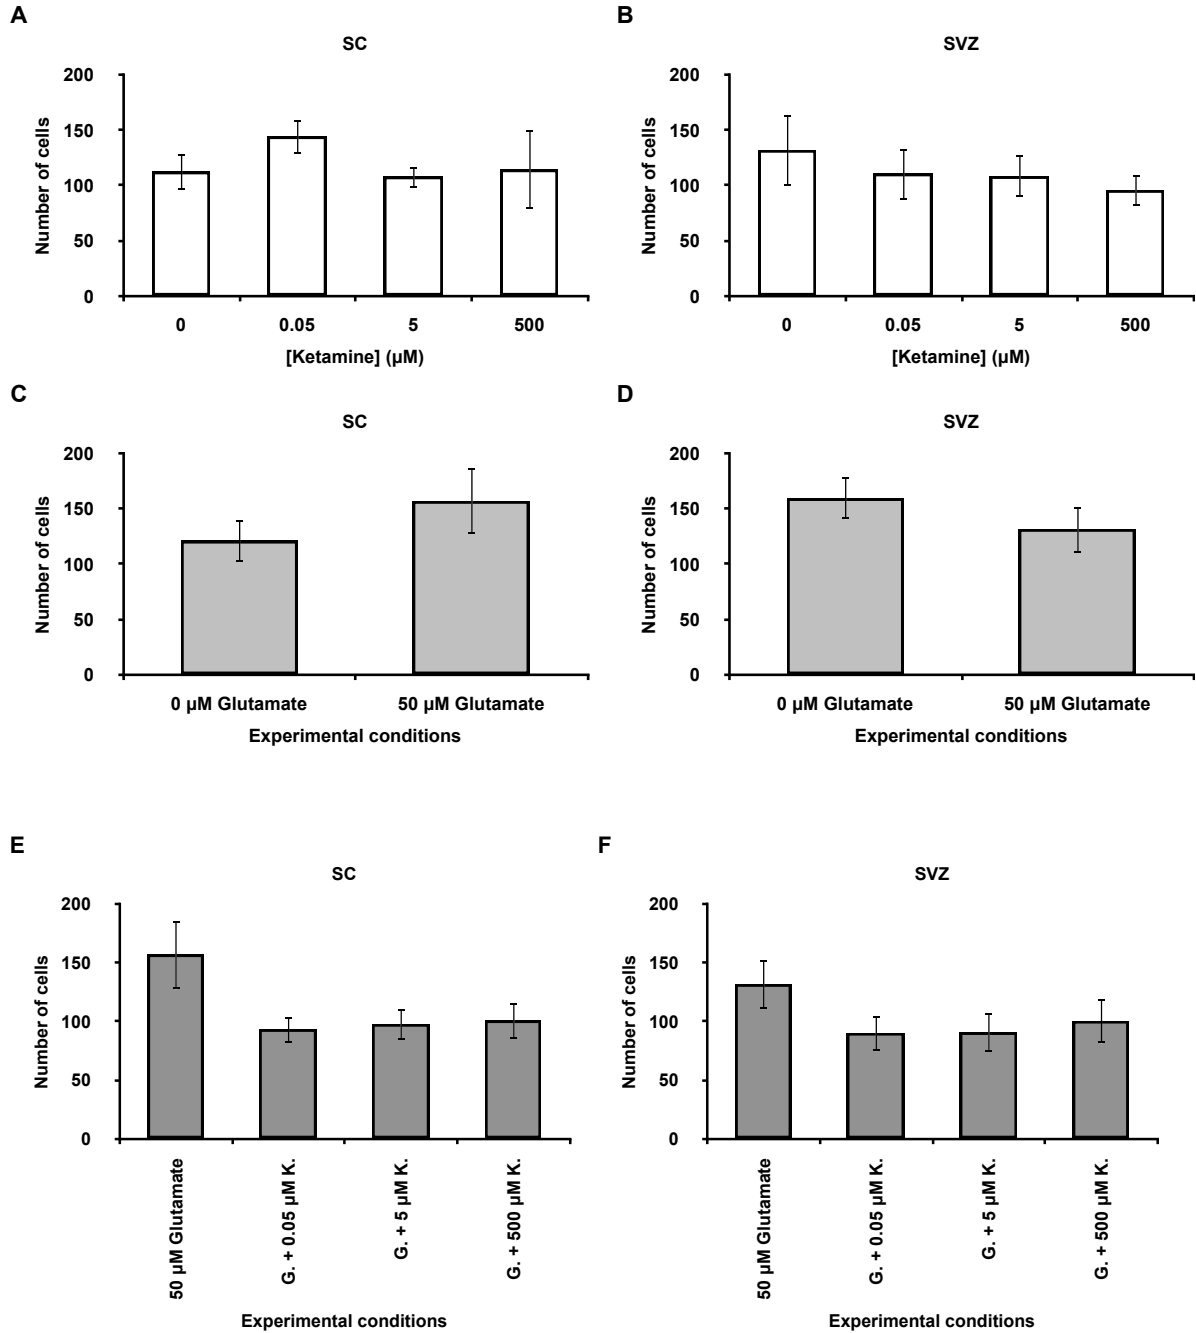 A
SC
Number of cells
200
150
100
50
0
0 0.05 5 500
[Ketamine] (µM)
B
SVZ
Number of cells
200
150
100
50
0
0 0.05 5 500
[Ketamine] (µM)
C
SC
Number of cells
200
150
100
50
0
0 µM Glutamate 50 µM Glutamate
Experimental conditions
D
SVZ
Number of cells
200
150
100
50
0
0 µM Glutamate 50 µM Glutamate
Experimental conditions
E
SC
Number of cells
200
150
100
50
0
50 µM Glutamate
G. + 0.05 µM K.
G. + 5 µM K.
G. + 500 µM K.
Experimental conditions
F
SVZ
Number of cells
200
150
100
50
0
50 µM Glutamate
G. + 0.05 µM K.
G. + 5 µM K.
G. + 500 µM K.
Experimental conditions